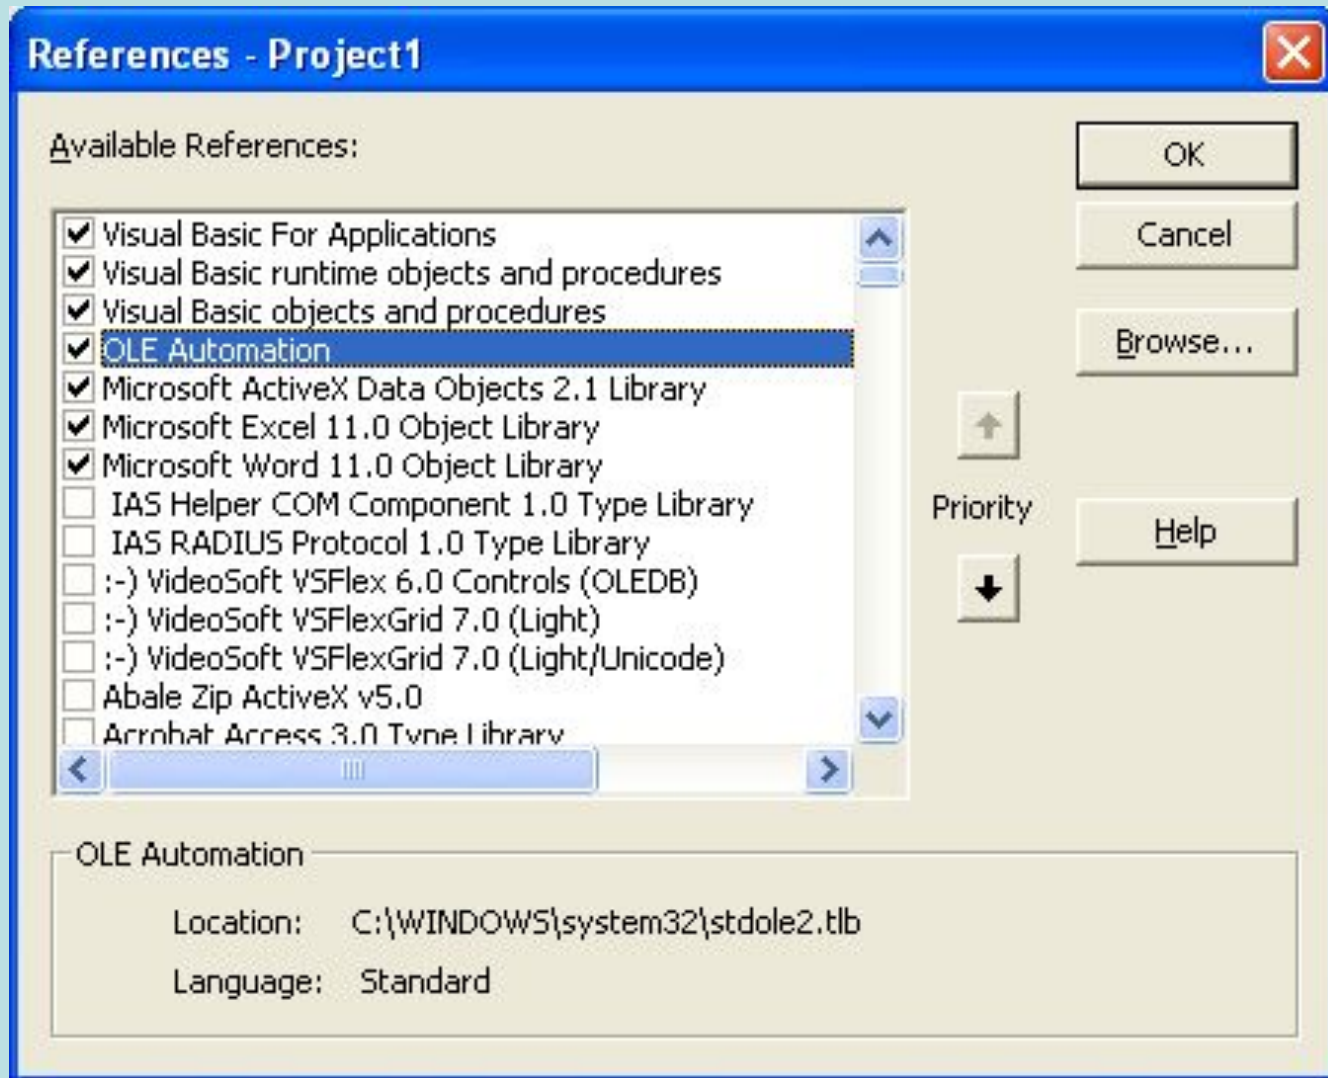 References - Project1
Available References:
OK
Visual Basic For Applications
Cancel
Visual Basic runtime objects and procedures
Visual Basic objects and procedures
OLE Automation
Browse...
Microsoft ActiveX Data Objects 2.1 Library
Microsoft Excel 11.0 Object Library
Microsoft Word 11.0 Object Library
IAS Helper COM Component 1.0 Type Library
Priority
IAS RADIUS Protocol 1.0 Type Library
Help
:-) VideoSoft VSFlex 6.0 Controls (OLEDB)
:-) VideoSoft VSFlexGrid 7.0 (Light)
:-) VideoSoft VSFlexGrid 7.0 (Light/Unicode)
Abale Zip ActiveX v5.0
Acrobat Access 3.0 Type Library
OLE Automation
Location: C:\WINDOWS\system32\stdole2.tlb
Language: Standard